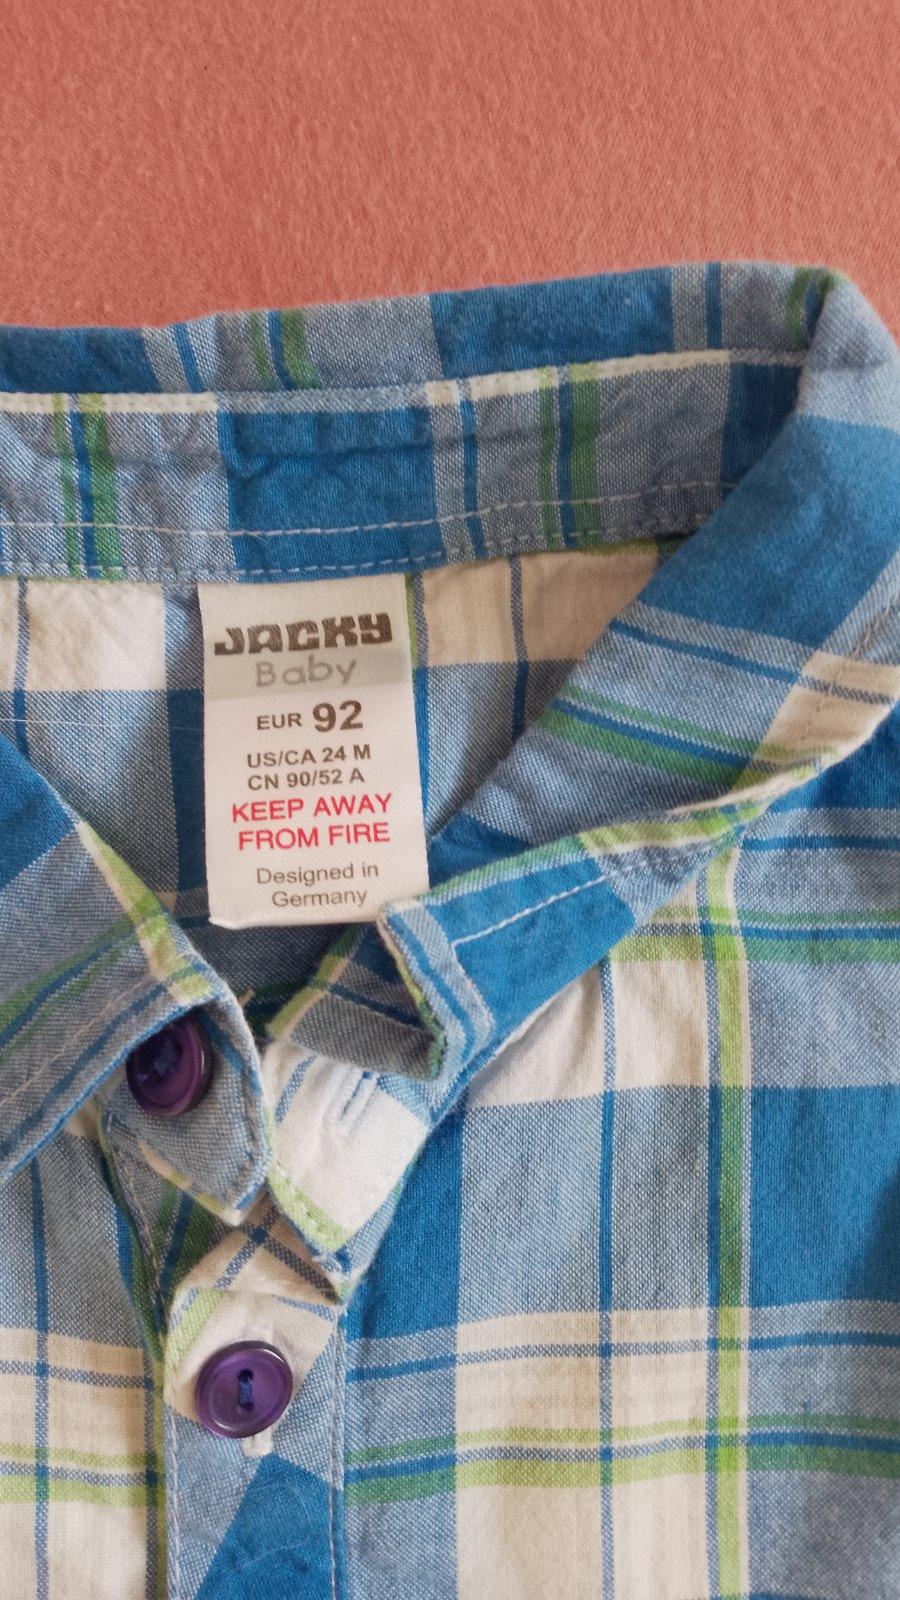 JACKY
Baby
EUR 92
US/CA 24 M
CN 90/52 A
KEEP AWAY
FROM FIRE
Designed in
Germany